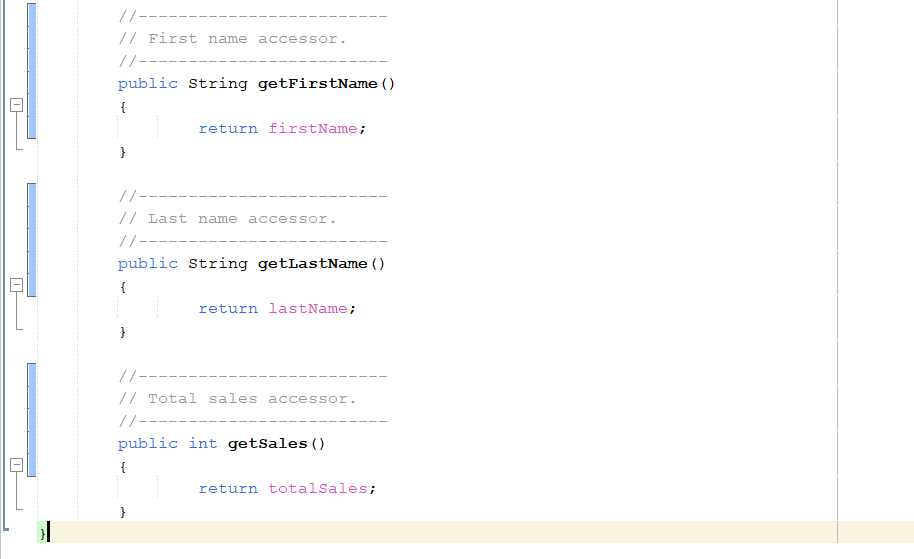 //-------------------------
// First name accessor.
//-------------------------
public String getFirstName()
{
return firstName;
}
//-------------------------
// Last name accessor.
//-------------------------
public String getLastName()
{
return lastName;
}
//-------------------------
// Total sales accessor.
//-------------------------
public int getSales()
{
return totalSales;
}
}